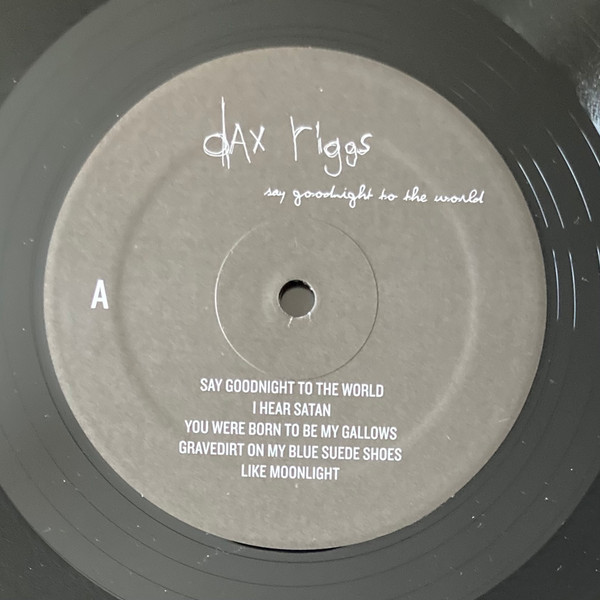 dax riggs
say goodnight to the world
A
SAY GOODNIGHT TO THE WORLD
I HEAR SATAN
YOU WERE BORN TO BE MY GALLOWS
GRAVEDIRT ON MY BLUE SUEDE SHOES
LIKE MOONLIGHT